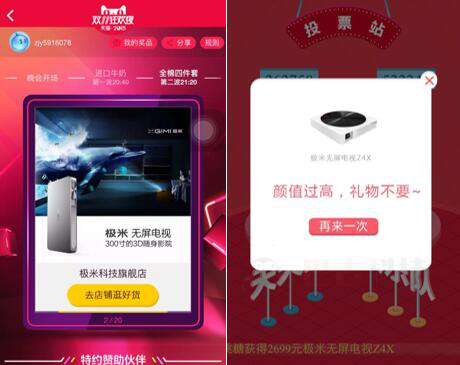 双11狂欢夜
天猫 2015
zjy5916078
我的奖品
分享
规则
晚会开场
进口牛奶
第一波20:40
全棉四件套
第二波21:20
XGIMI 极米
极米 无屏电视
300寸的3D随身影院
极米科技旗舰店
去店铺逛好货
2 / 20
特约赞助伙伴
投票站
极米无屏电视Z4X
颜值过高，礼物不要~
再来一次
跳糖获得2699元极米无屏电视Z4X